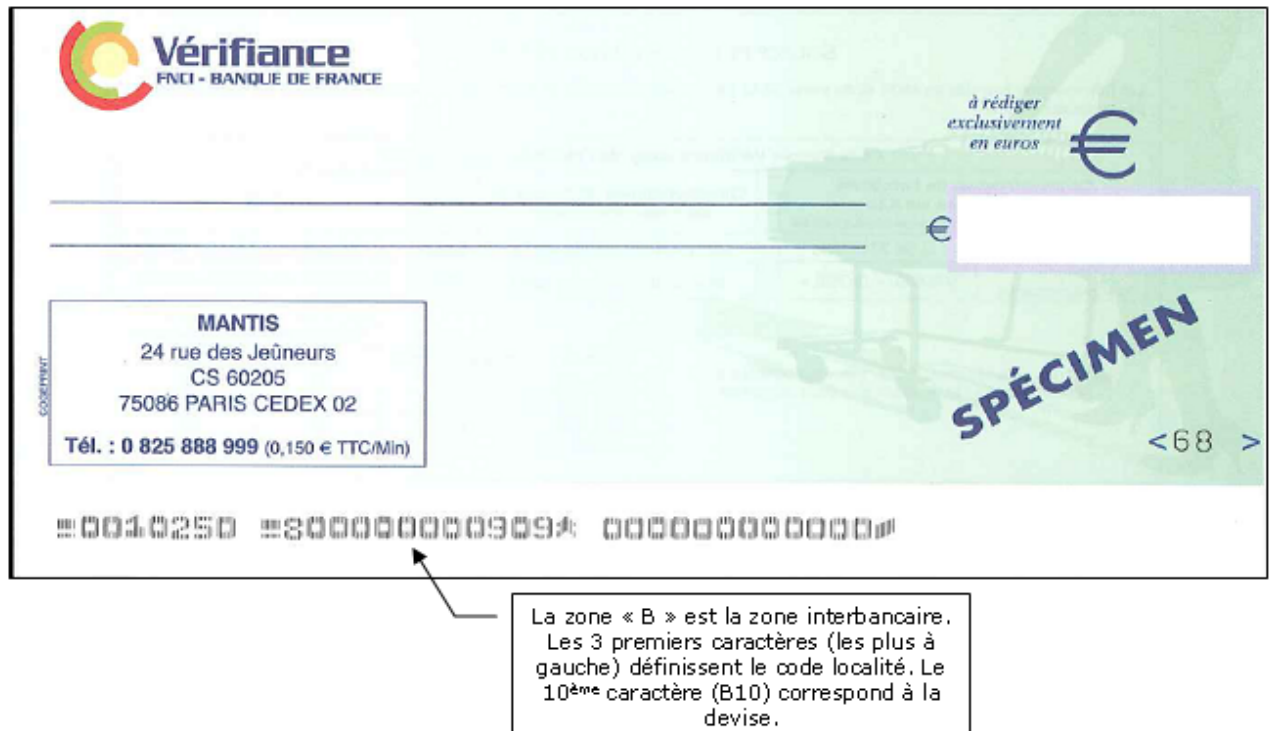 Vérifiance
FNCI - BANQUE DE FRANCE
à rédiger
exclusivement
en euros
€
€
MANTIS
24 rue des Jeûneurs
CS 60205
75086 PARIS CEDEX 02
Tél. : 0 825 888 999 (0,150 € TTC/Min)
CODEPRINT
SPÉCIMEN
<68 >
0010250 800000000909 000000000000
La zone « B » est la zone interbancaire.
Les 3 premiers caractères (les plus à
gauche) définissent le code localité. Le
10ème caractère (B10) correspond à la
devise.